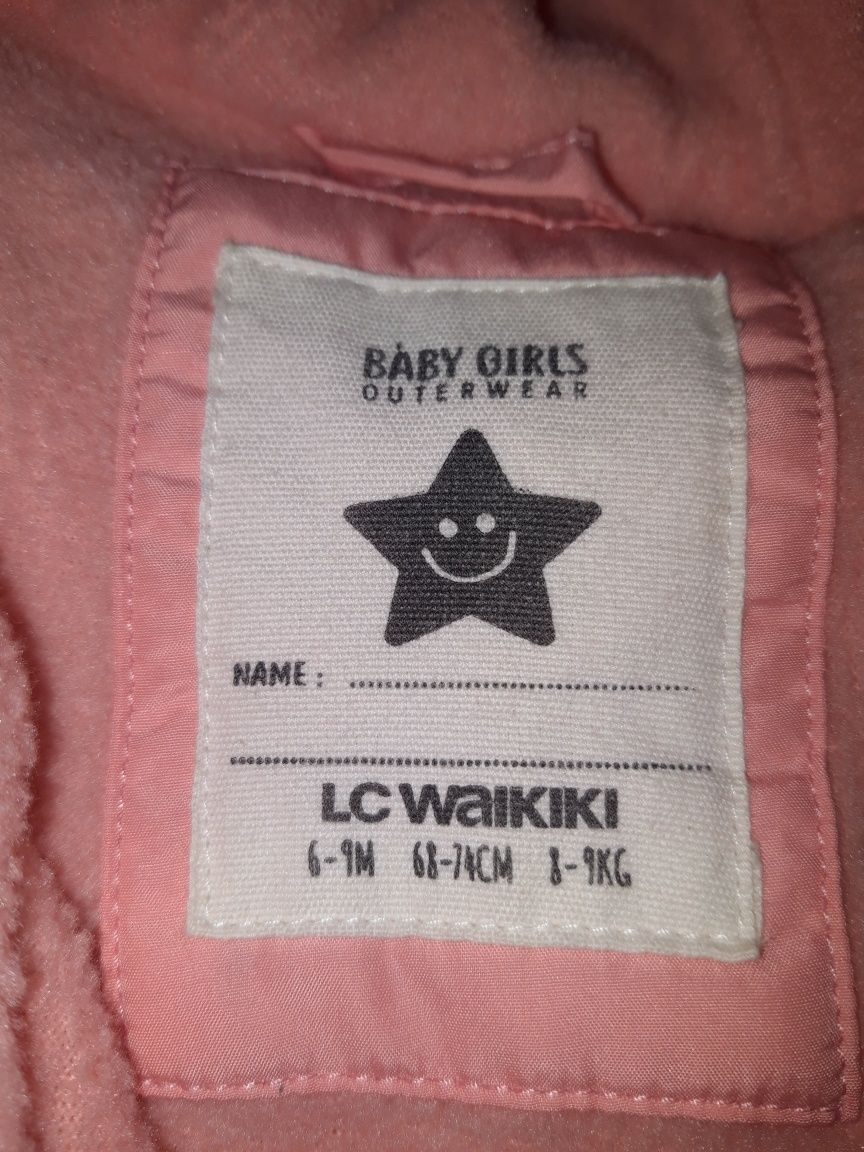 BABY GIRLS
OUTERWEAR
NAME :
LC WAIKIKI
6-9M 68-74CM 8-9KG